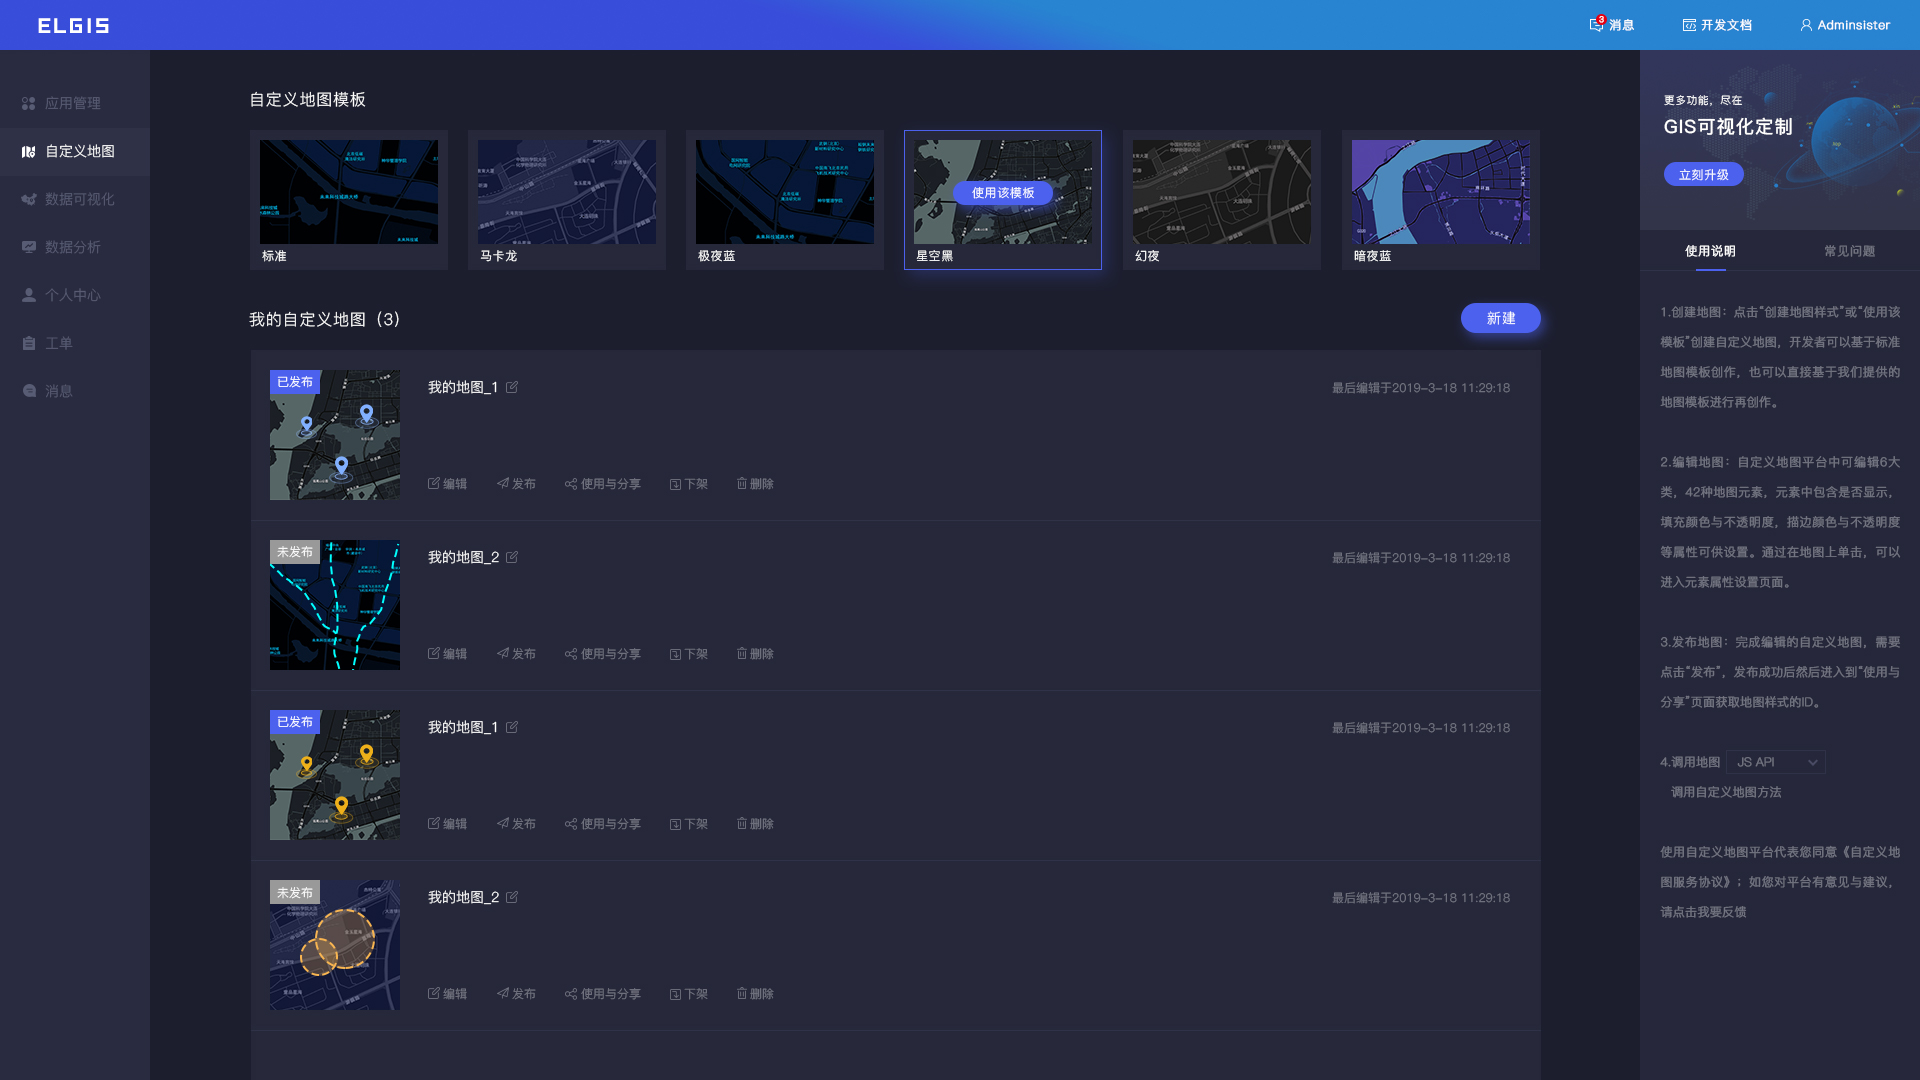 ELGIS
3
消息
开发文档
Adminsister
应用管理
自定义地图
数据可视化
数据分析
个人中心
工单
消息
自定义地图模板
标准
马卡龙
极夜蓝
使用该模板
星空黑
幻夜
暗夜蓝
我的自定义地图（3）
新建
已发布
我的地图_1
最后编辑于2019-3-18 11:29:18
编辑
发布
使用与分享
下架
删除
未发布
我的地图_2
最后编辑于2019-3-18 11:29:18
编辑
发布
使用与分享
下架
删除
已发布
我的地图_1
最后编辑于2019-3-18 11:29:18
编辑
发布
使用与分享
下架
删除
未发布
我的地图_2
最后编辑于2019-3-18 11:29:18
编辑
发布
使用与分享
下架
删除
更多功能，尽在
GIS可视化定制
立刻升级
使用说明
常见问题
1.创建地图：点击“创建地图样式”或“使用该
模板”创建自定义地图，开发者可以基于标准
地图模板创作，也可以直接基于我们提供的
地图模板进行再创作。
2.编辑地图：自定义地图平台中可编辑6大
类，42种地图元素，元素中包含是否显示，
填充颜色与不透明度，描边颜色与不透明度
等属性可供设置。通过在地图上单击，可以
进入元素属性设置页面。
3.发布地图：完成编辑的自定义地图，需要
点击“发布”，发布成功后然后进入到“使用与
分享”页面获取地图样式的ID。
4.调用地图
JS API
调用自定义地图方法
使用自定义地图平台代表您同意《自定义地
图服务协议》；如您对平台有意见与建议，
请点击我要反馈